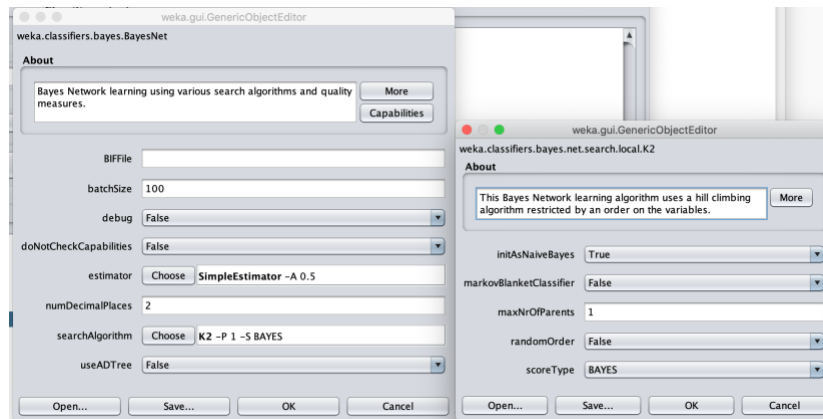 weka.gui.GenericObjectEditor
weka.classifiers.bayes.BayesNet
About
Bayes Network learning using various search algorithms and quality
measures.
More
Capabilities
BIFFile
batchSize 100
debug False
doNotCheckCapabilities False
estimator Choose SimpleEstimator -A 0.5
numDecimalPlaces 2
searchAlgorithm Choose K2 -P 1 -S BAYES
useADTree False
Open... Save... OK Cancel
weka.gui.GenericObjectEditor
weka.classifiers.bayes.net.search.local.K2
About
This Bayes Network learning algorithm uses a hill climbing
algorithm restricted by an order on the variables.
More
initAsNaiveBayes True
markovBlanketClassifier False
maxNrOfParents 1
randomOrder False
scoreType BAYES
Open... Save... OK Cancel